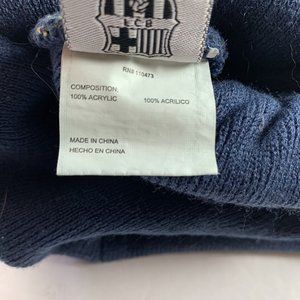 F C B
RN# 110473
COMPOSITION:
100% ACRYLIC 100% ACRILICO
MADE IN CHINA
HECHO EN CHINA